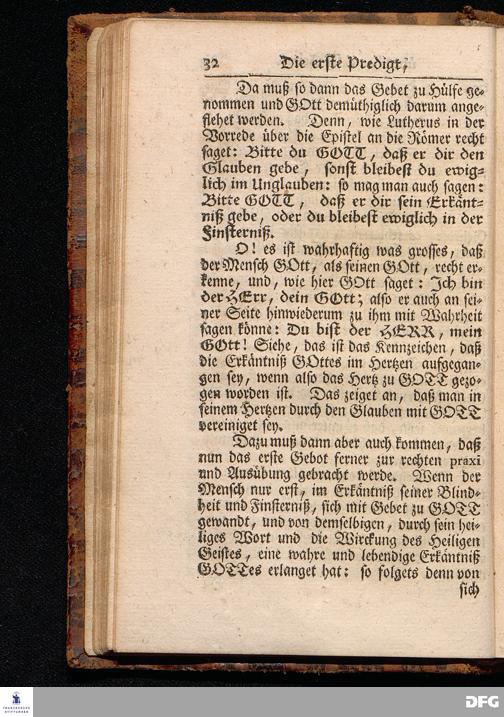 32 Die erste Predigt,
Da muß so dann das Gebet zu Hülfe ge-
nommen und GOtt demüthiglich darum ange-
flehet werden. Denn, wie Lutherus in der
Vorrede über die Epistel an die Römer recht
saget: Bitte du GOTT, daß er dir den
Glauben gebe, sonst bleibest du ewig-
lich im Unglauben: so mag man auch sagen:
Bitte GOTT, daß er dir sein Erkänt-
niß gebe, oder du bleibest ewiglich in der
Finsterniß.
O! es ist wahrhaftig was grosses, daß
der Mensch GOtt, als seinen GOtt, recht er-
kenne, und, wie hier GOtt saget: Ich bin
der HErr, dein GOtt; also er auch an sei-
ner Seite hinwiederum zu ihm mit Wahrheit
sagen könne: Du bist der HERR, mein
GOtt! Siehe, das ist das Kennzeichen, daß
die Erkäntniß GOttes im Hertzen aufgegan-
gen sey, wenn also das Hertz zu GOTT gezo-
gen worden ist. Das zeiget an, daß man in
seinem Hertzen durch den Glauben mit GOTT
vereiniget sey.
Dazu muß dann aber auch kommen, daß
nun das erste Gebot ferner zur rechten praxi
und Ausübung gebracht werde. Wenn der
Mensch nur erst, im Erkäntniß seiner Blind-
heit und Finsterniß, sich mit Gebet zu GOTT
gewandt, und von demselbigen, durch sein hei-
liges Wort und die Wirckung des Heiligen
Geistes, eine wahre und lebendige Erkäntniß
GOTTes erlanget hat: so folgets denn von
sich
FRANCKESCHE
STIFTUNGEN
DFG